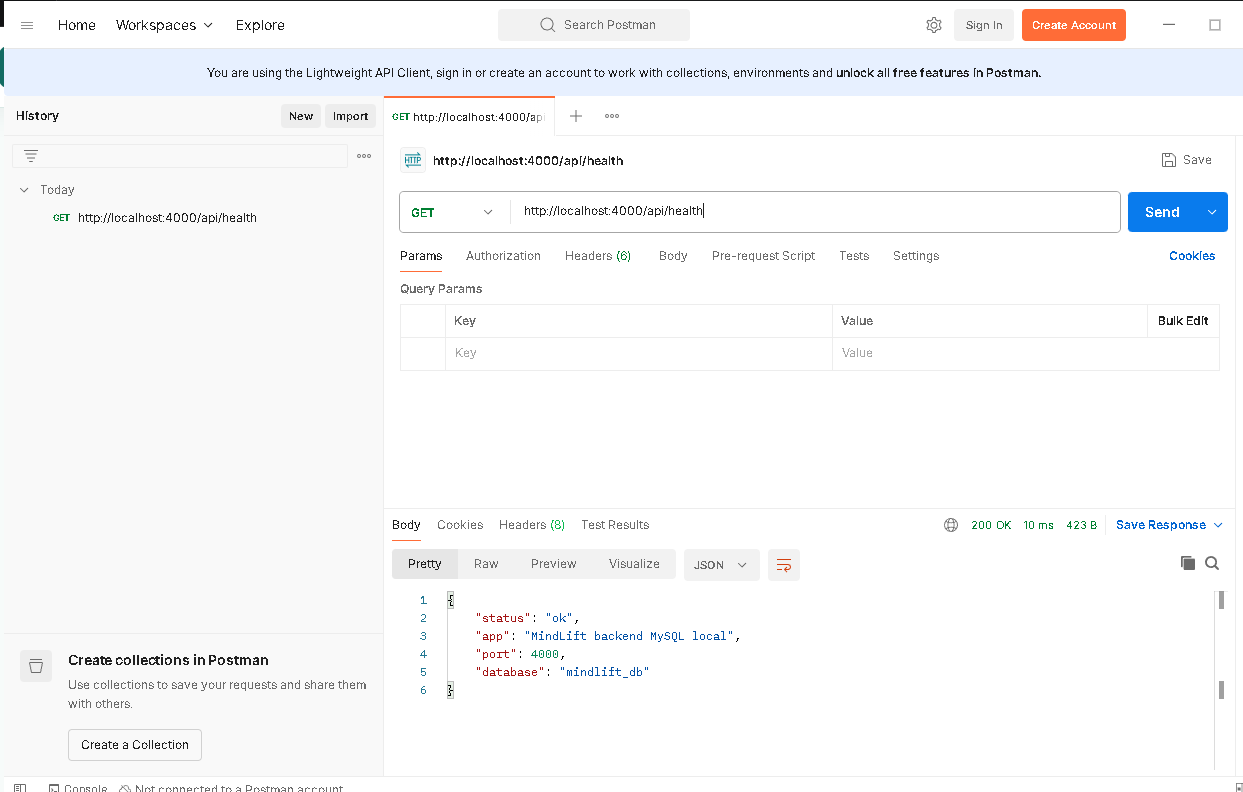 Home Workspaces Explore Search Postman Sign In Create Account
You are using the Lightweight API Client, sign in or create an account to work with collections, environments and unlock all free features in Postman.
History New Import
Today
GET http://localhost:4000/api/health
GET http://localhost:4000/api
HTTP http://localhost:4000/api/health Save
GET http://localhost:4000/api/health Send
Params Authorization Headers (6) Body Pre-request Script Tests Settings Cookies
Query Params
Key Value Bulk Edit
Key Value
Body Cookies Headers (8) Test Results 200 OK 10 ms 423 B Save Response
Pretty Raw Preview Visualize JSON
1 {
2 "status": "ok",
3 "app": "MindLift backend MySQL local",
4 "port": 4000,
5 "database": "mindlift_db"
6 }
Create collections in Postman
Use collections to save your requests and share them
with others.
Create a Collection
Console Not connected to a Postman account